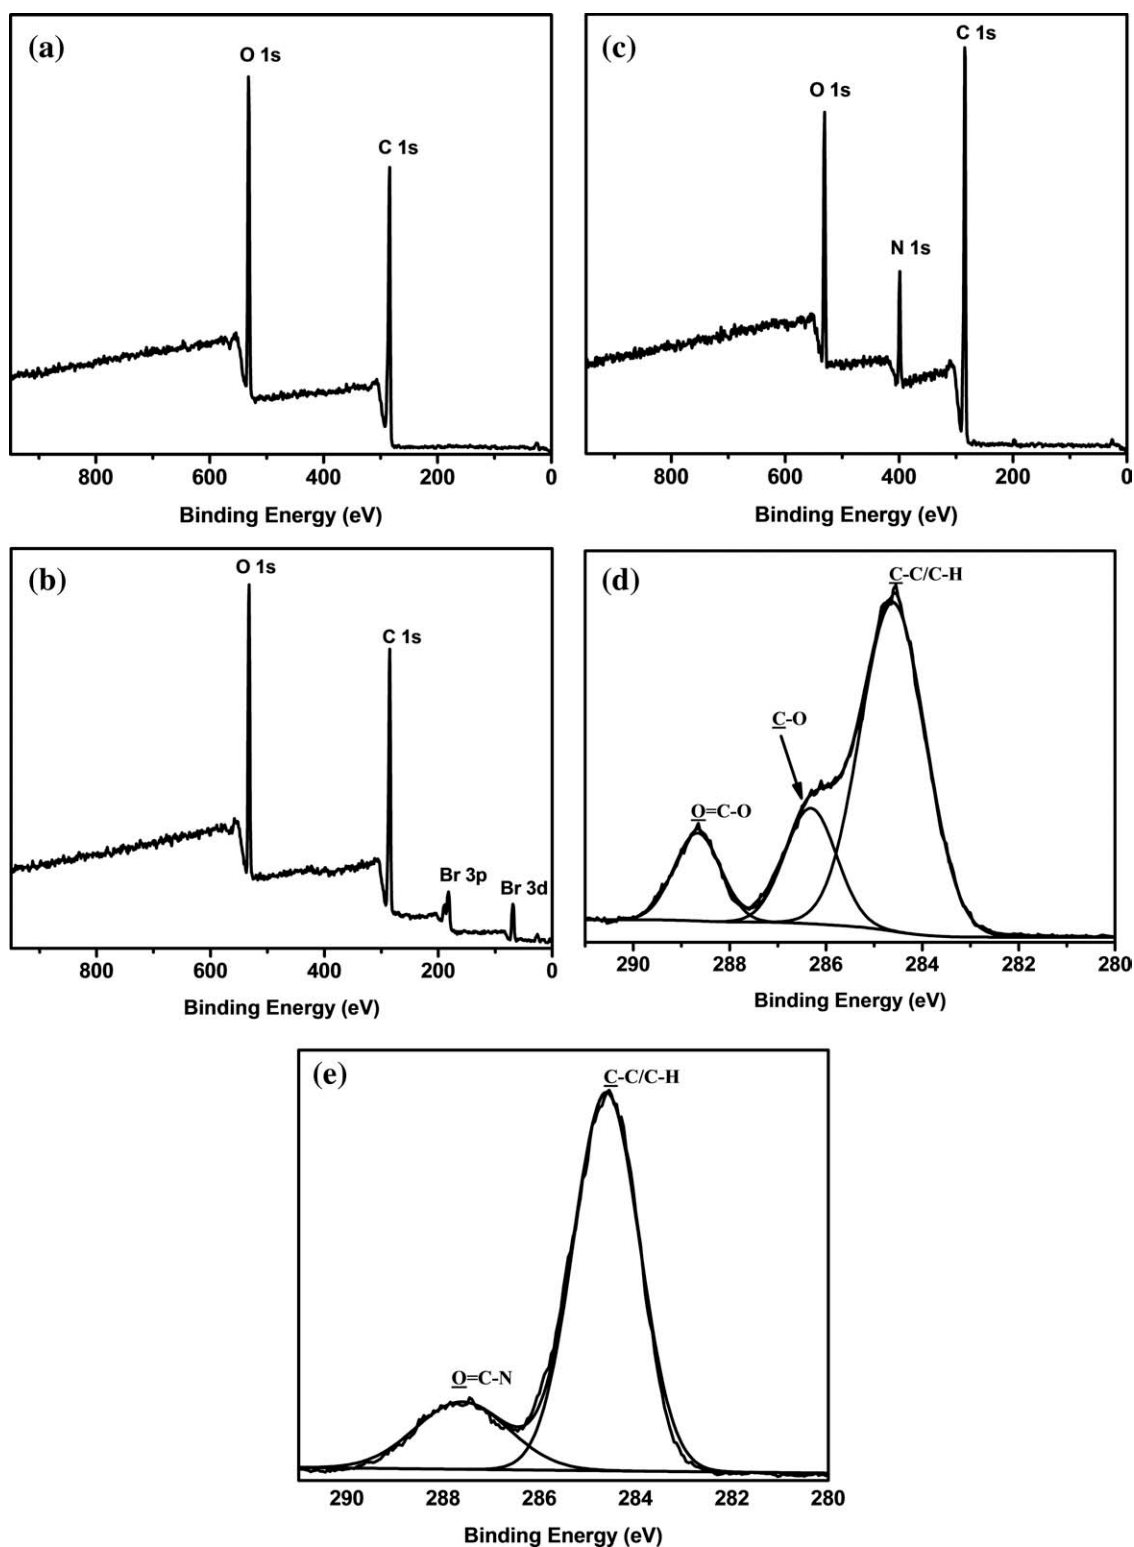 (a)
O 1s
C 1s
800
600
400
200
0
Binding Energy (eV)
(c)
C 1s
O 1s
N 1s
800
600
400
200
0
Binding Energy (eV)
(b)
O 1s
C 1s
Br 3p
Br 3d
800
600
400
200
0
Binding Energy (eV)
(d)
C-C/C-H
C-O
O=C-O
290
288
286
284
282
280
Binding Energy (eV)
(e)
C-C/C-H
O=C-N
290
288
286
284
282
280
Binding Energy (eV)